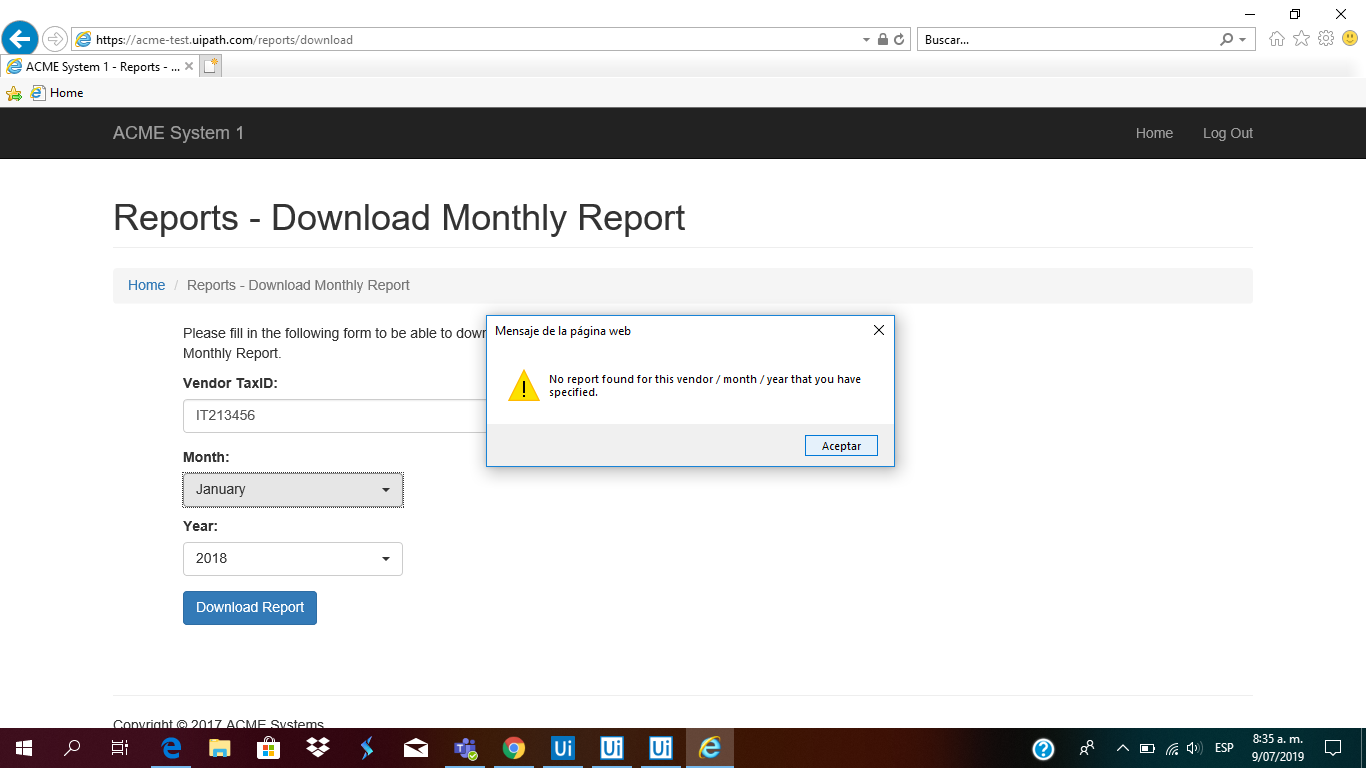 https://acme-test.uipath.com/reports/download
Buscar...
ACME System 1 - Reports - ...
Home
ACME System 1
Home
Log Out
Reports - Download Monthly Report
Home / Reports - Download Monthly Report
Please fill in the following form to be able to
Monthly Report.
Vendor TaxID:
IT213456
Month:
January
Year:
2018
Download Report
Mensaje de la página web
No report found for this vendor / month / year that you have
specified.
Aceptar
Copyright © 2017 ACME Systems
Ui
Ui
Ui
ESP
8:35 a. m.
9/07/2019